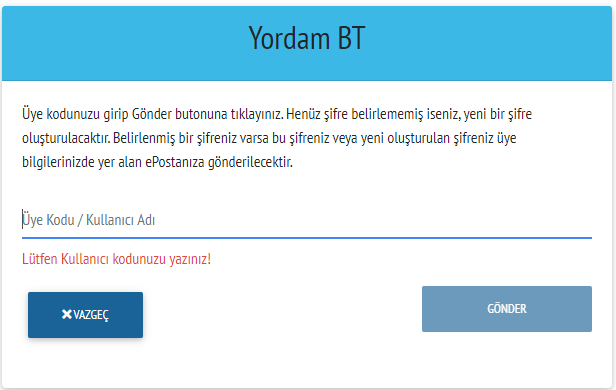 Yordam BT
Üye kodunuzu girip Gönder butonuna tıklayınız. Henüz şifre belirlememiş iseniz, yeni bir şifre
oluşturulacaktır. Belirlenmiş bir şifreniz varsa bu şifreniz veya yeni oluşturulan şifreniz üye
bilgilerinizde yer alan ePostanıza gönderilecektir.
Üye Kodu / Kullanıcı Adı
Lütfen Kullanıcı kodunuzu yazınız!
VAZGEÇ
GÖNDER